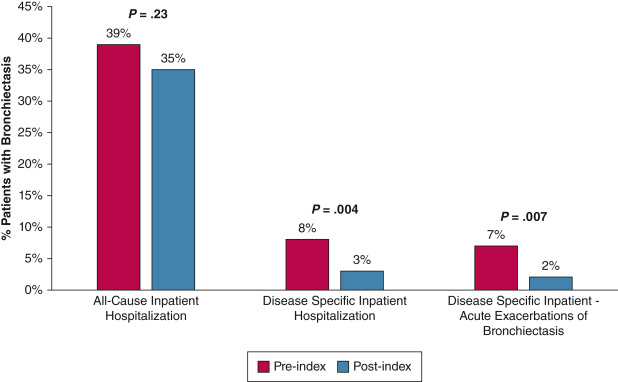 45%
40%
35%
30%
25%
20%
15%
10%
5%
0%
% Patients with Bronchiectasis
P = .23
39%
35%
P = .004
8%
3%
P = .007
7%
2%
All-Cause Inpatient
Hospitalization
Disease Specific Inpatient
Hospitalization
Disease Specific Inpatient -
Acute Exacerbations of
Bronchiectasis
Pre-index
Post-index